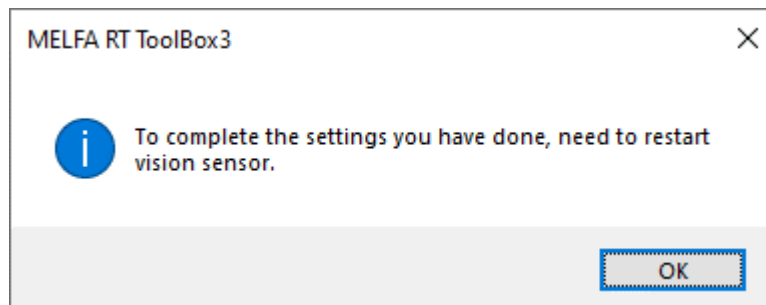 MELFA RT ToolBox3
To complete the settings you have done, need to restart
vision sensor.
OK